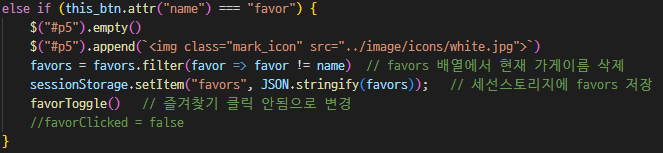 else if (this_btn.attr("name") === "favor") {
    $("#p5").empty()
    $("#p5").append(`<img class="mark_icon" src="../image/icons/white.jpg">`)
    favors = favors.filter(favor => favor != name)  // favors 배열에서 현재 가게이름 삭제
    sessionStorage.setItem("favors", JSON.stringify(favors));   // 세선스토리지에 favors 저장
    favorToggle()   // 즐겨찾기 클릭 안됨으로 변경
    //favorClicked = false
}